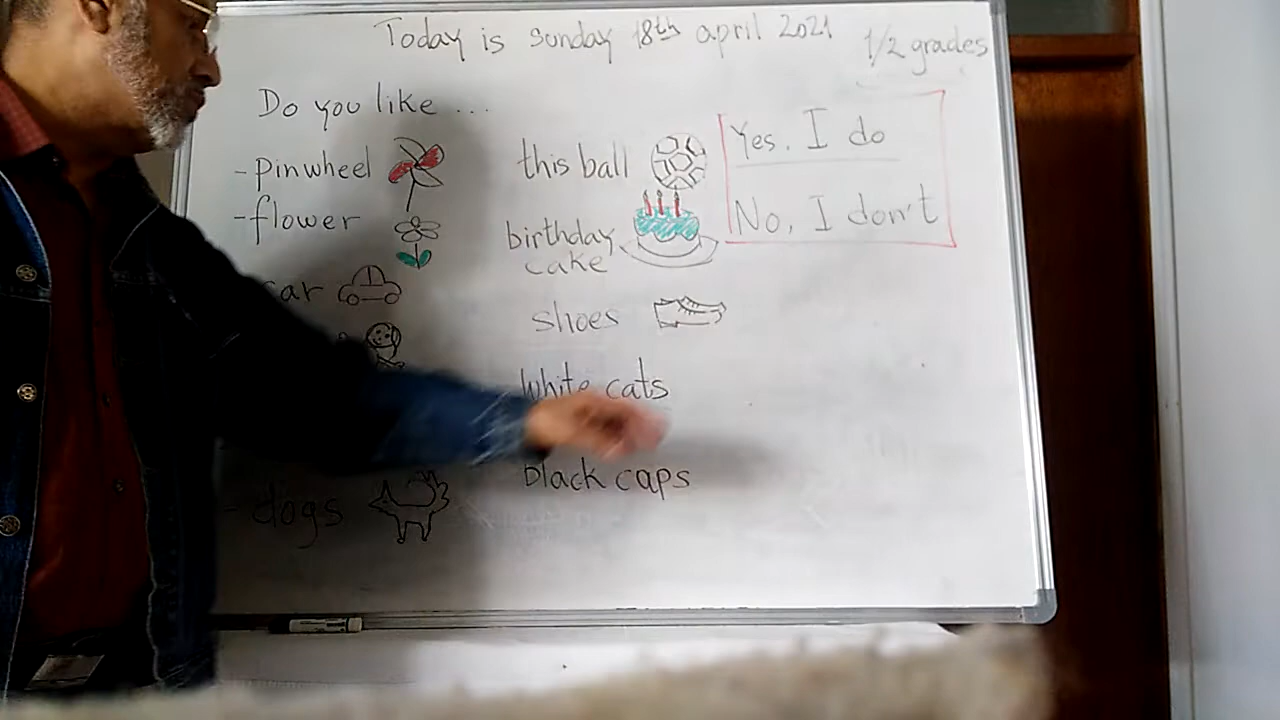 Today is Sunday 18th april 2021
1/2 grades
Do you like ...
- pinwheel
- flower
car
- dogs
this ball
birthday
cake
shoes
white cats
black caps
Yes, I do
No, I don't